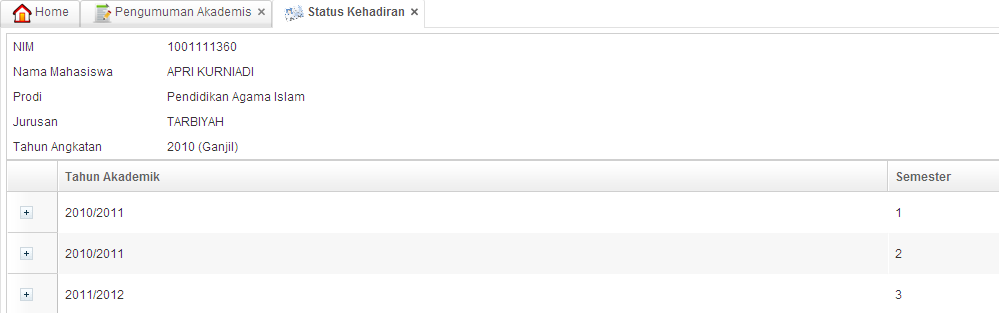 Home Pengumuman Akademis Status Kehadiran
NIM 1001111360
Nama Mahasiswa APRI KURNIADI
Prodi Pendidikan Agama Islam
Jurusan TARBIYAH
Tahun Angkatan 2010 (Ganjil)
Tahun Akademik Semester
2010/2011 1
2010/2011 2
2011/2012 3